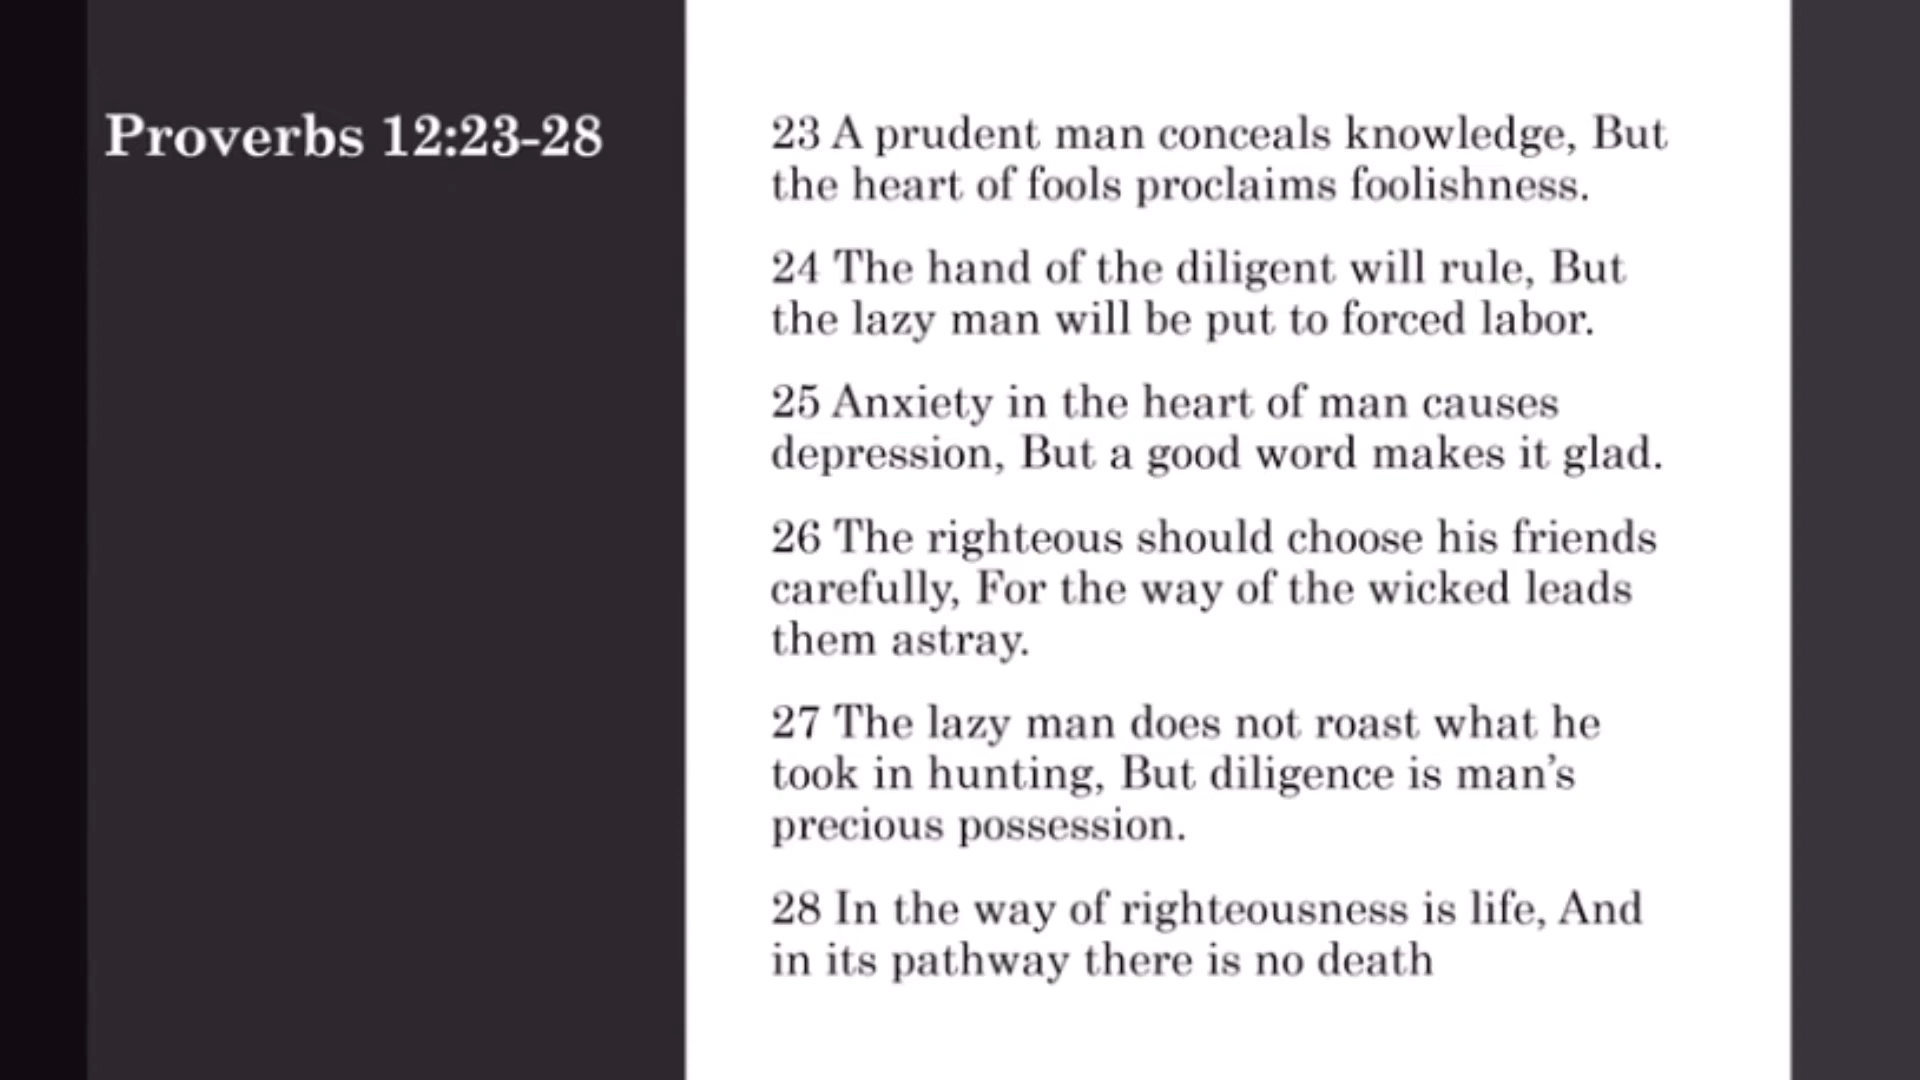 Proverbs 12:23-28
23 A prudent man conceals knowledge, But
the heart of fools proclaims foolishness.
24 The hand of the diligent will rule, But
the lazy man will be put to forced labor.
25 Anxiety in the heart of man causes
depression, But a good word makes it glad.
26 The righteous should choose his friends
carefully, For the way of the wicked leads
them astray.
27 The lazy man does not roast what he
took in hunting, But diligence is man’s
precious possession.
28 In the way of righteousness is life, And
in its pathway there is no death